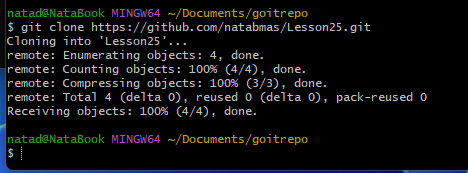 natad@NataBook MINGW64 ~/Documents/goitrepo
$ git clone https://github.com/natabmas/Lesson25.git
Cloning into 'Lesson25'...
remote: Enumerating objects: 4, done.
remote: Counting objects: 100% (4/4), done.
remote: Compressing objects: 100% (3/3), done.
remote: Total 4 (delta 0), reused 0 (delta 0), pack-reused 0
Receiving objects: 100% (4/4), done.
natad@NataBook MINGW64 ~/Documents/goitrepo
$